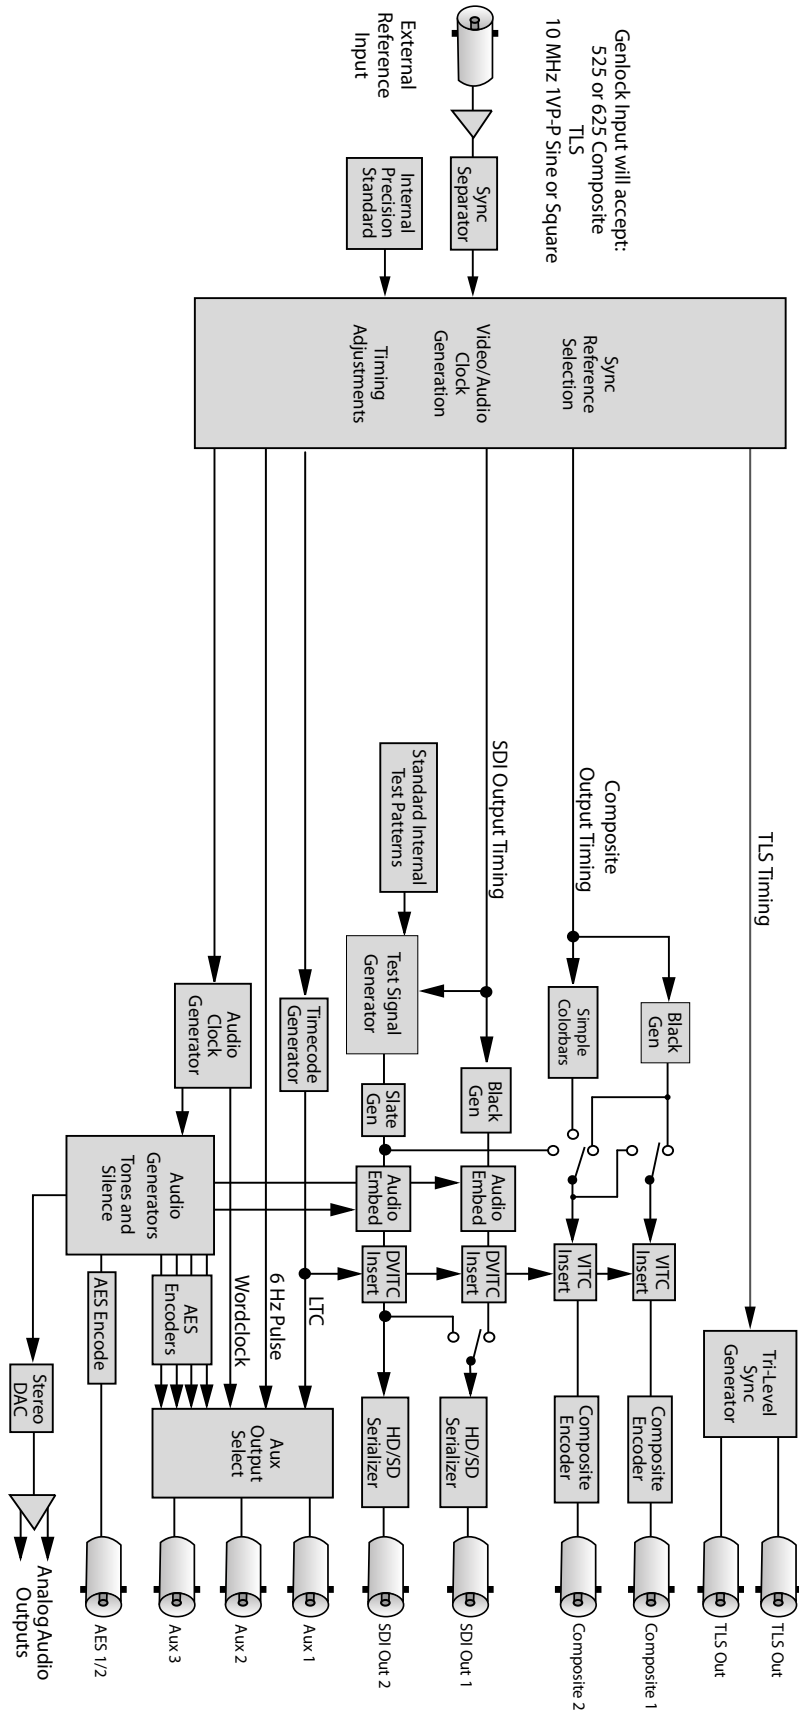 Genlock Input will accept:
525 or 625 Composite
TLS
10 MHz 1VP-P Sine or Square
External
Reference
Input
Sync
Separator
Internal
Precision
Standard
Sync
Reference
Selection
Video/Audio
Clock
Generation
Timing
Adjustments
TLS Timing
Composite
Output Timing
SDI Output Timing
Standard Internal
Test Patterns
Black
Gen
Simple
Colorbars
Test Signal
Generator
Black
Gen
Slate
Gen
Timecode
Generator
Audio
Clock
Generator
Audio
Generators
Tones and
Silence
Audio
Embed
Audio
Embed
VITC
Insert
VITC
Insert
DVITC
Insert
DVITC
Insert
LTC
6 Hz Pulse
Wordclock
AES
Encoders
AES Encode
Stereo
DAC
Tri-Level
Sync
Generator
Composite
Encoder
Composite
Encoder
HD/SD
Serializer
HD/SD
Serializer
Aux
Output
Select
TLS Out
TLS Out
Composite 1
Composite 2
SDI Out 1
SDI Out 2
Aux 1
Aux 2
Aux 3
AES 1/2
Analog Audio
Outputs